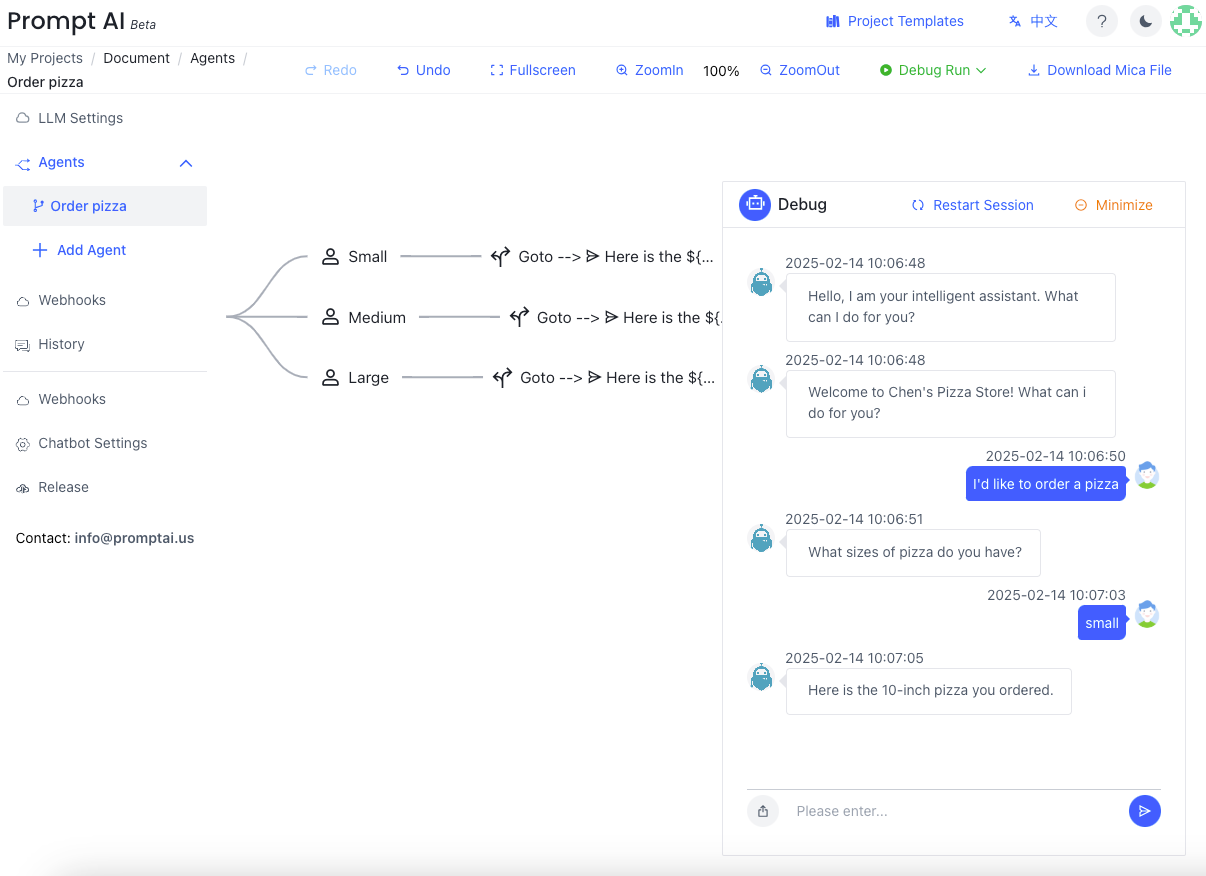 Prompt AI Beta
Project Templates
中文
?
My Projects / Document / Agents /
Order pizza
Redo
Undo
Fullscreen
ZoomIn
100%
ZoomOut
Debug Run
Download Mica File
LLM Settings
Agents
Order pizza
Add Agent
Webhooks
History
Webhooks
Chatbot Settings
Release
Contact: info@promptai.us
Small
Goto --> Here is the ${...
Medium
Goto --> Here is the ${.
Large
Goto --> Here is the ${...
Debug
Restart Session
Minimize
2025-02-14 10:06:48
Hello, I am your intelligent assistant. What
can I do for you?
2025-02-14 10:06:48
Welcome to Chen's Pizza Store! What can i
do for you?
2025-02-14 10:06:50
I'd like to order a pizza
2025-02-14 10:06:51
What sizes of pizza do you have?
2025-02-14 10:07:03
small
2025-02-14 10:07:05
Here is the 10-inch pizza you ordered.
Please enter...